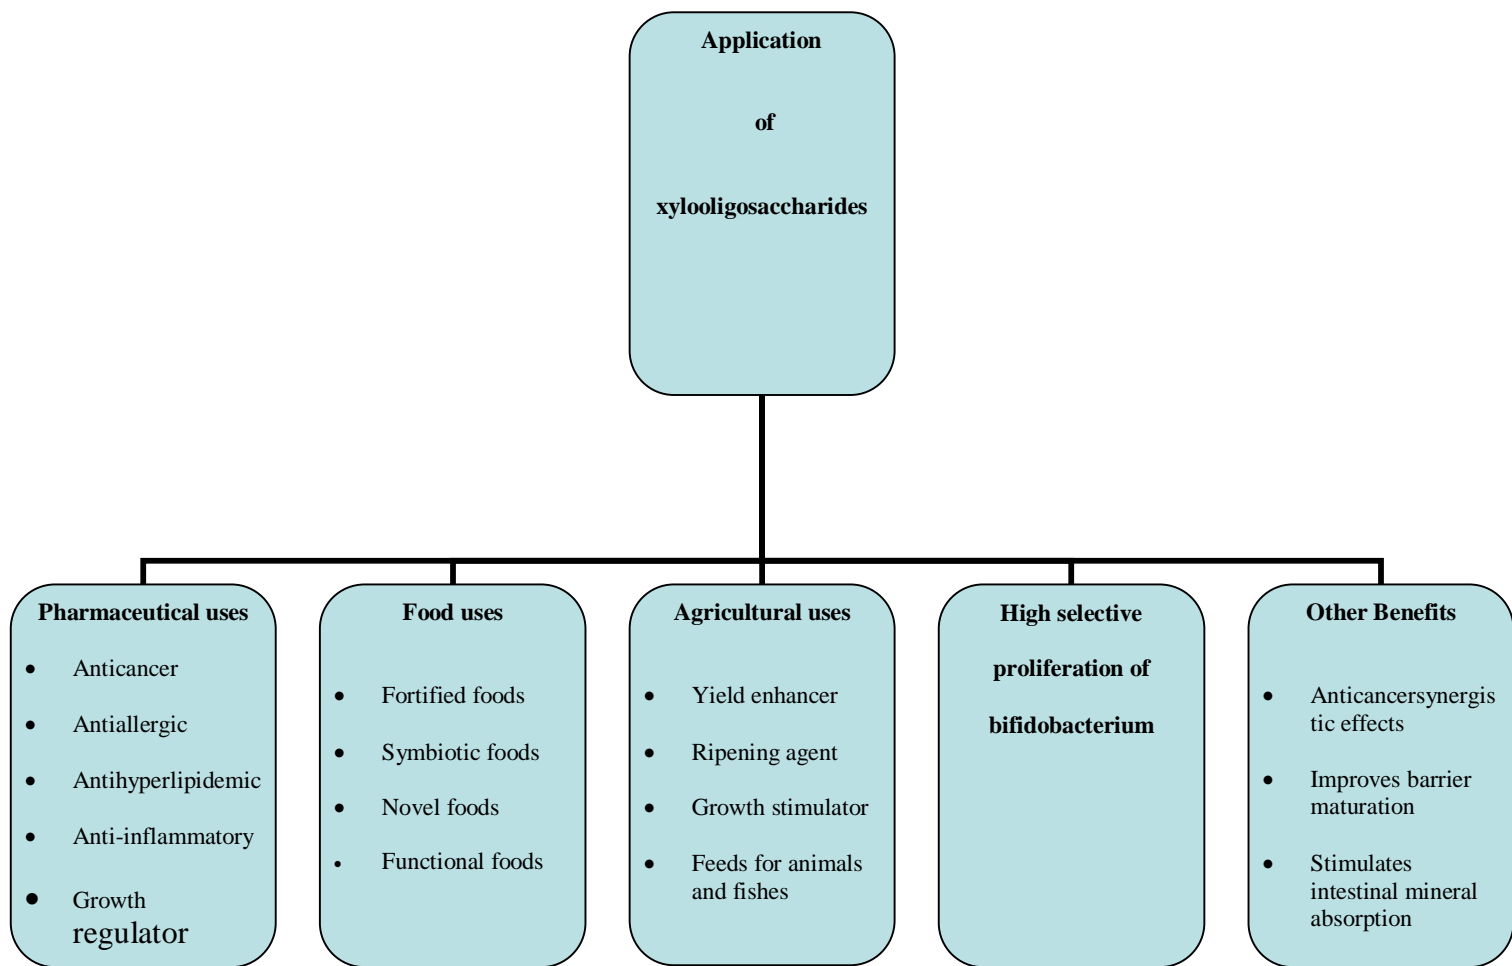 Application
of
xylooligosaccharides
Pharmaceutical uses
• Anticancer
• Antiallergic
• Antihyperlipidemic
• Anti-inflammatory
• Growth
regulator
Food uses
• Fortified foods
• Symbiotic foods
• Novel foods
• Functional foods
Agricultural uses
• Yield enhancer
• Ripening agent
• Growth stimulator
• Feeds for animals
and fishes
High selective
proliferation of
bifidobacterium
Other Benefits
• Anticancersynergis
tic effects
• Improves barrier
maturation
• Stimulates
intestinal mineral
absorption